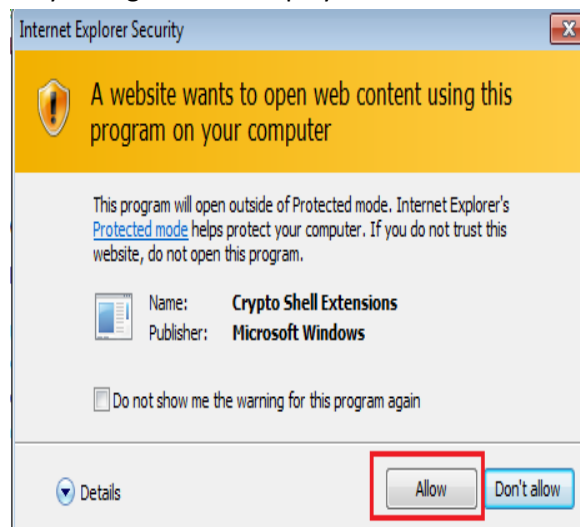 Internet Explorer Security
A website wants to open web content using this
program on your computer
This program will open outside of Protected mode. Internet Explorer's
Protected mode helps protect your computer. If you do not trust this
website, do not open this program.
Name: Crypto Shell Extensions
Publisher: Microsoft Windows
Do not show me the warning for this program again
Details Allow Don't allow